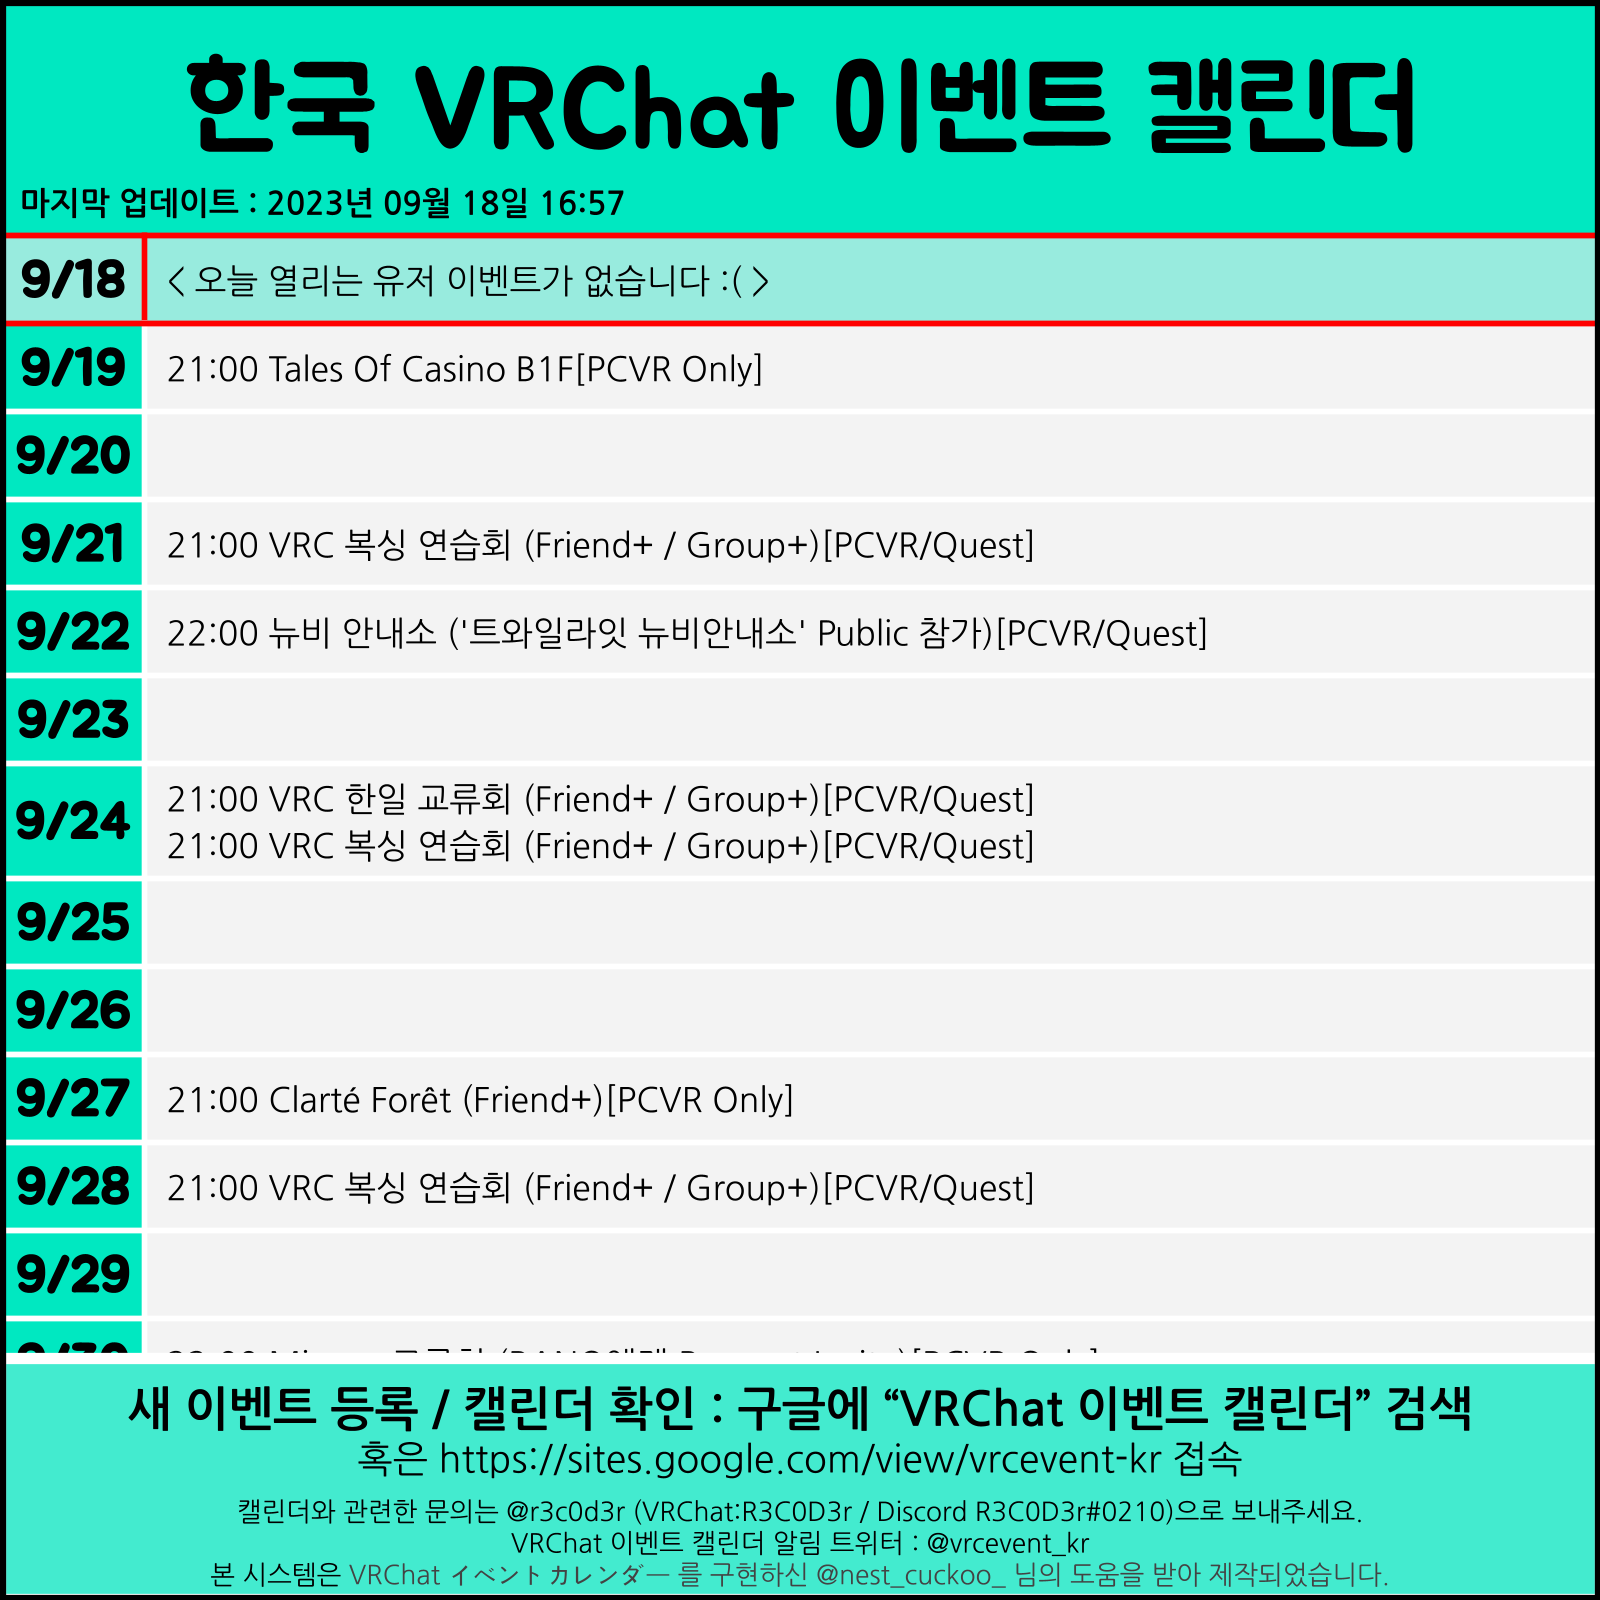 한국 VRChat 이벤트 캘린더
마지막 업데이트 : 2023년 09월 18일 16:57
9/18 < 오늘 열리는 유저 이벤트가 없습니다 :( >
9/19 21:00 Tales Of Casino B1F[PCVR Only]
9/20
9/21 21:00 VRC 복싱 연습회 (Friend+ / Group+)[PCVR/Quest]
9/22 22:00 뉴비 안내소 ('트와일라잇 뉴비안내소' Public 참가)[PCVR/Quest]
9/23
9/24 21:00 VRC 한일 교류회 (Friend+ / Group+)[PCVR/Quest]
21:00 VRC 복싱 연습회 (Friend+ / Group+)[PCVR/Quest]
9/25
9/26
9/27 21:00 Clarté Forêt (Friend+)[PCVR Only]
9/28 21:00 VRC 복싱 연습회 (Friend+ / Group+)[PCVR/Quest]
9/29
9/30
새 이벤트 등록 / 캘린더 확인 : 구글에 “VRChat 이벤트 캘린더” 검색
혹은 https://sites.google.com/view/vrcevent-kr 접속
캘린더와 관련한 문의는 @r3c0d3r (VRChat:R3C0D3r / Discord R3C0D3r#0210)으로 보내주세요.
VRChat 이벤트 캘린더 알림 트위터 : @vrcevent_kr
본 시스템은 VRChat イベントカレンダー 를 구현하신 @nest_cuckoo_ 님의 도움을 받아 제작되었습니다.